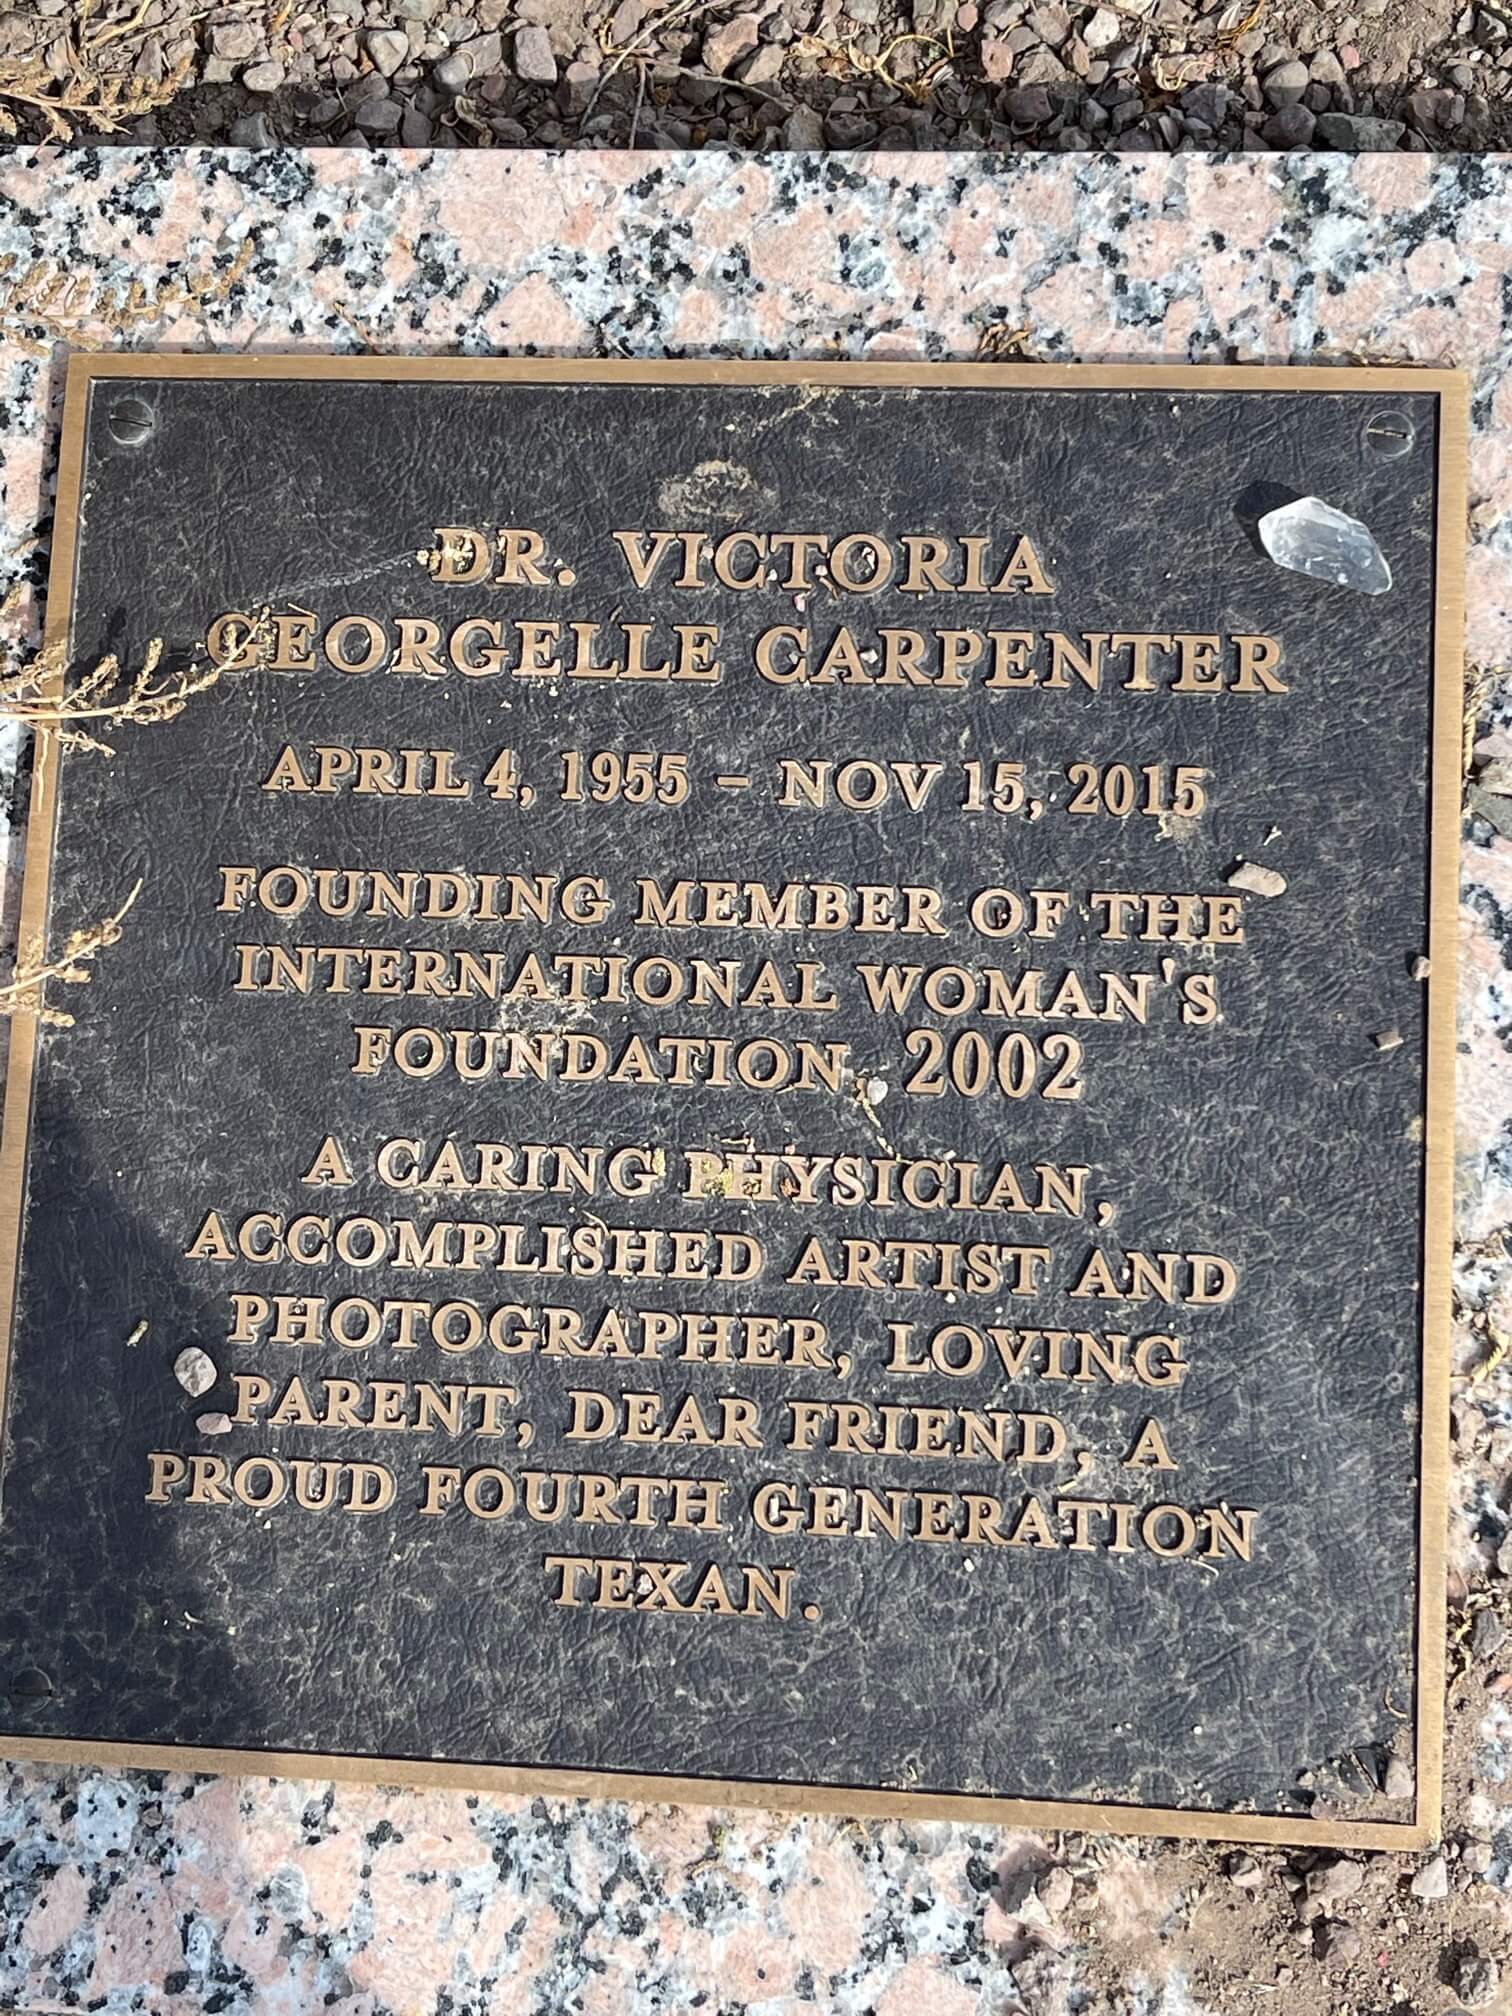 DR. VICTORIA
GEORGELLE CARPENTER
APRIL 4, 1955 - NOV 15, 2015
FOUNDING MEMBER OF THE
INTERNATIONAL WOMAN'S
FOUNDATION, 2002
A CARING PHYSICIAN,
ACCOMPLISHED ARTIST AND
PHOTOGRAPHER, LOVING
PARENT, DEAR FRIEND, A
PROUD FOURTH GENERATION
TEXAN.